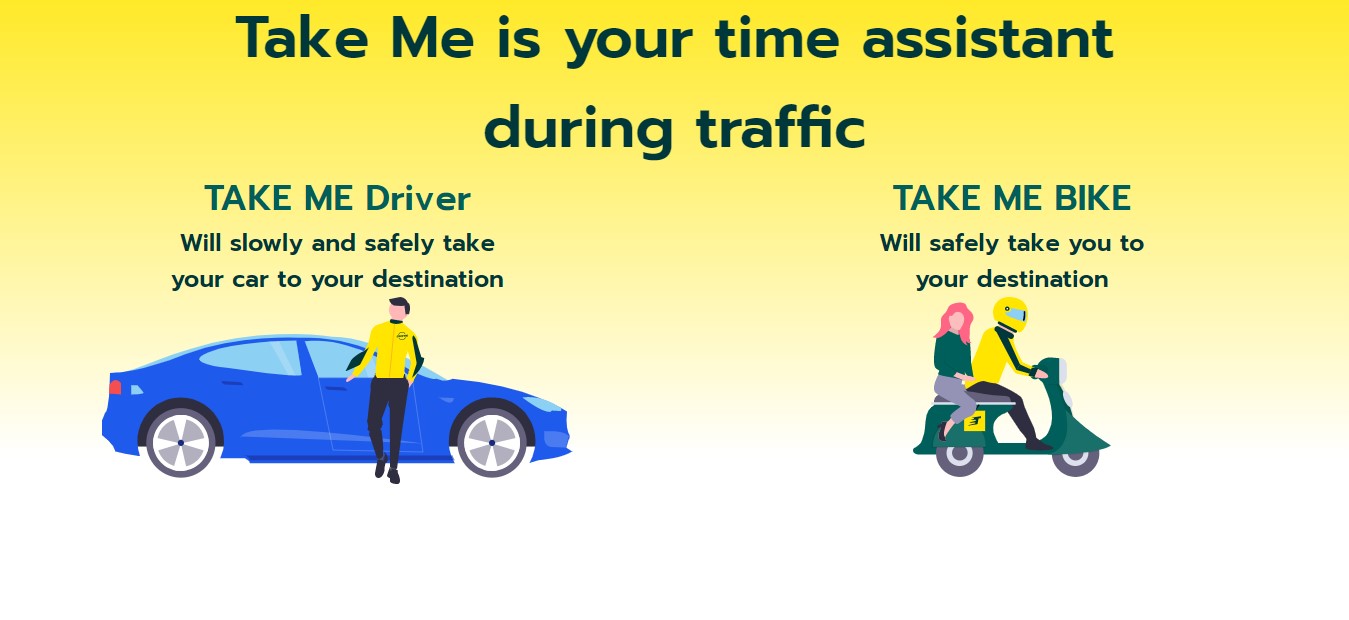 Take Me is your time assistant
during traffic
TAKE ME Driver
Will slowly and safely take
your car to your destination
TAKE ME BIKE
Will safely take you to
your destination